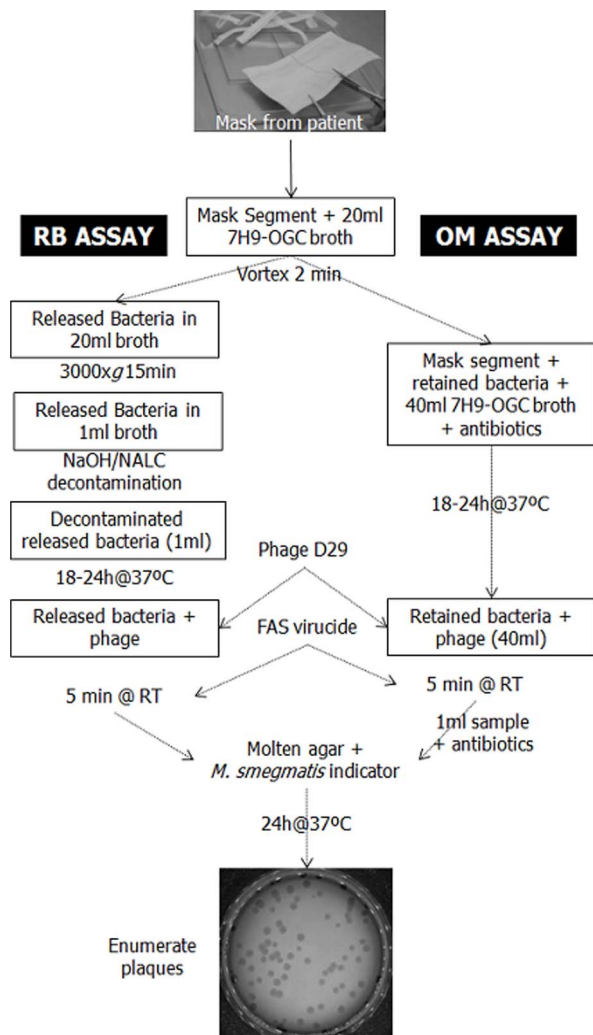 Mask from patient
RB ASSAY
Mask Segment + 20ml
7H9-OGC broth
OM ASSAY
Vortex 2 min
Released Bacteria in
20ml broth
3000xg15min
Released Bacteria in
1ml broth
NaOH/NALC
decontamination
Decontaminated
released bacteria (1ml)
18-24h@37ºC
Released bacteria +
phage
Mask segment +
retained bacteria +
40ml 7H9-OGC broth
+ antibiotics
18-24h@37ºC
Phage D29
Retained bacteria +
phage (40ml)
FAS virucide
5 min @ RT
5 min @ RT
1ml sample
+ antibiotics
Molten agar +
M. smegmatis indicator
24h@37ºC
Enumerate
plaques